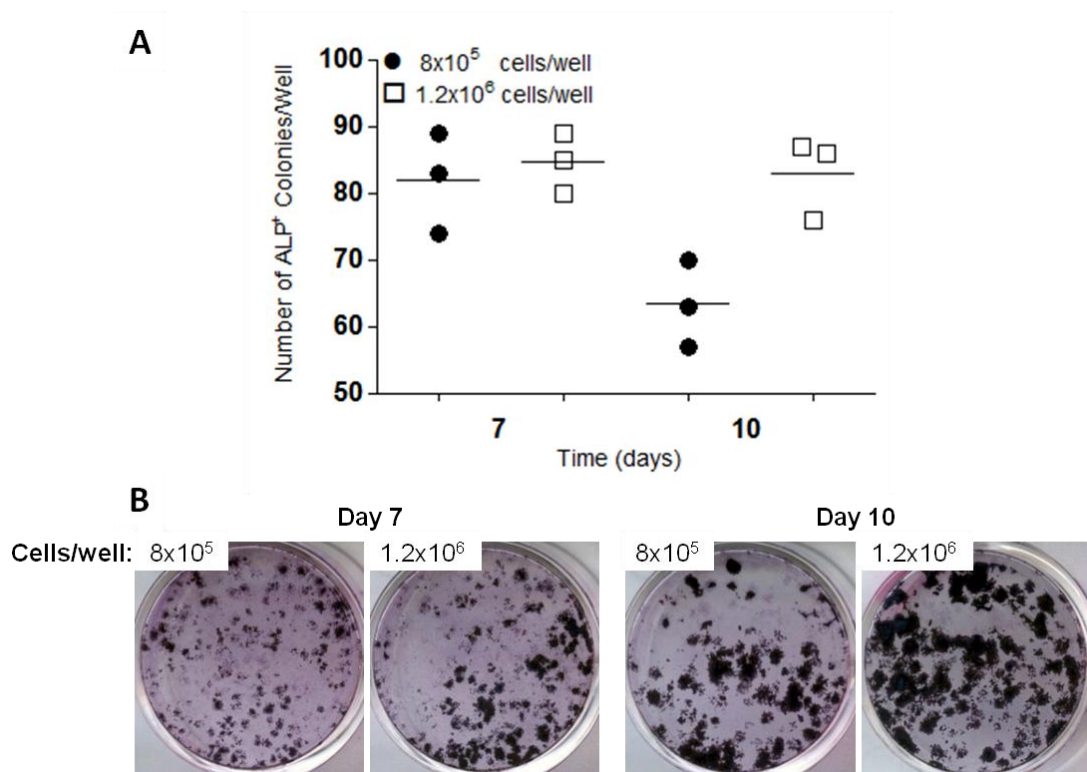 A
Number of ALP⁺ Colonies/Well
100
90
80
70
60
50
8x10⁵ cells/well
1.2x10⁶ cells/well
7
10
Time (days)
B
Day 7
Day 10
Cells/well:
8x10⁵
1.2x10⁶
8x10⁵
1.2x10⁶